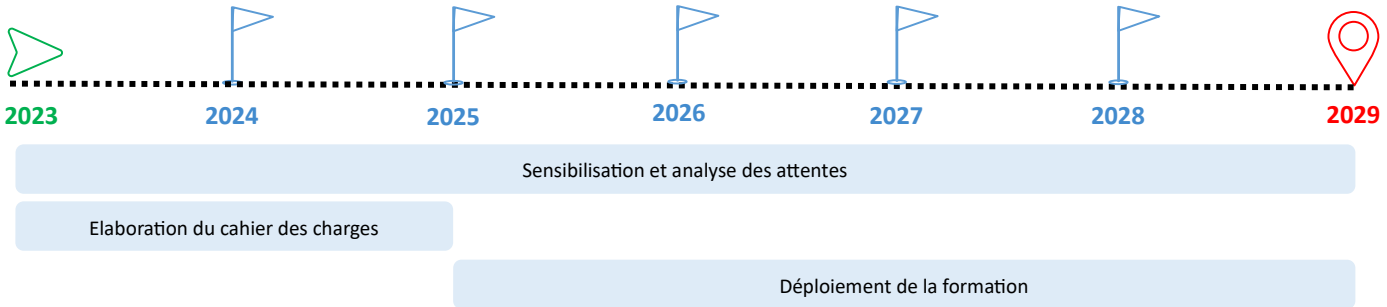 2023 2024 2025 2026 2027 2028 2029
Sensibilisation et analyse des attentes
Elaboration du cahier des charges
Déploiement de la formation